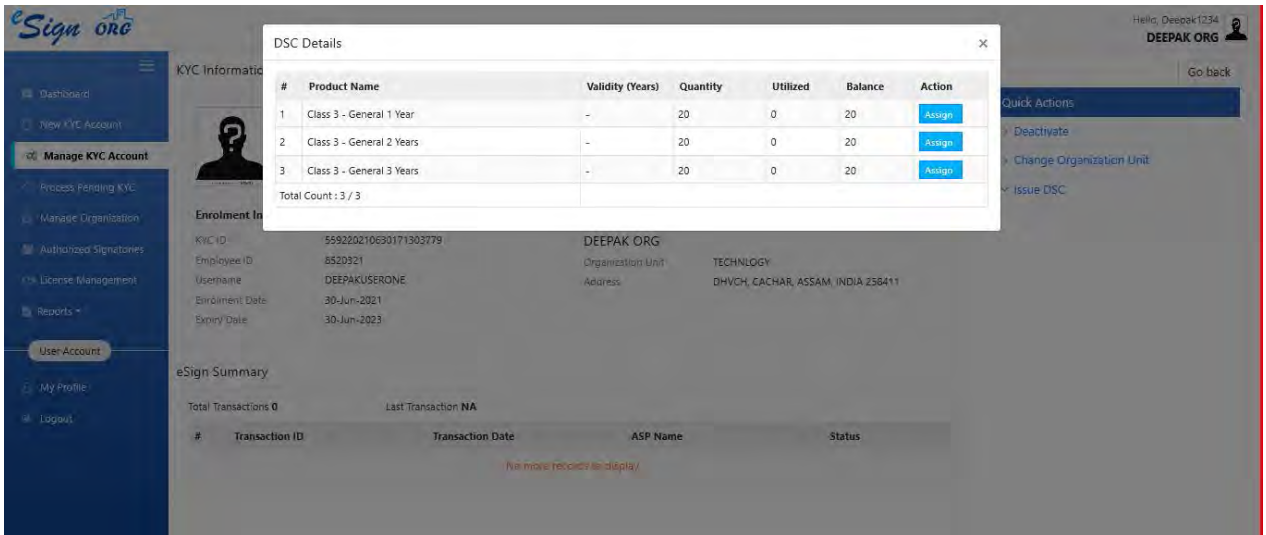 eSign ORG
Hello, Deepak1234
DEEPAK ORG
DSC Details ×
KYC Informatic
Go back
# Product Name Validity (Years) Quantity Utilized Balance Action
1 Class 3 - General 1 Year - 20 0 20 Assign
2 Class 3 - General 2 Years - 20 0 20 Assign
3 Class 3 - General 3 Years - 20 0 20 Assign
Total Count : 3 / 3
Dashboard
New KYC Account
Manage KYC Account
Process Pending KYC
Manage Organization
Authorized Signatories
License Management
Reports
User Account
My Profile
Logout
Quick Actions
Deactivate
Change Organization Unit
Issue DSC
Enrolment In
KYC ID 559220210630171303779
Employee ID 8520321
Username DEEPAKUSERONE
Enrolment Date 30-Jun-2021
Expiry Date 30-Jun-2023
DEEPAK ORG
Organization Unit TECHNLOGY
Address DHVCH, CACHAR, ASSAM, INDIA 256411
eSign Summary
Total Transactions 0 Last Transaction NA
# Transaction ID Transaction Date ASP Name Status
No more records to display